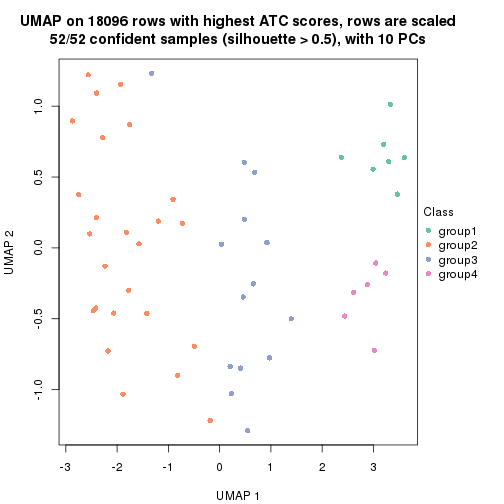 UMAP on 18096 rows with highest ATC scores, rows are scaled
52/52 confident samples (silhouette > 0.5), with 10 PCs
1.0
0.5
0.0
-0.5
-1.0
UMAP 2
-3 -2 -1 0 1 2 3
UMAP 1
Class
group1
group2
group3
group4